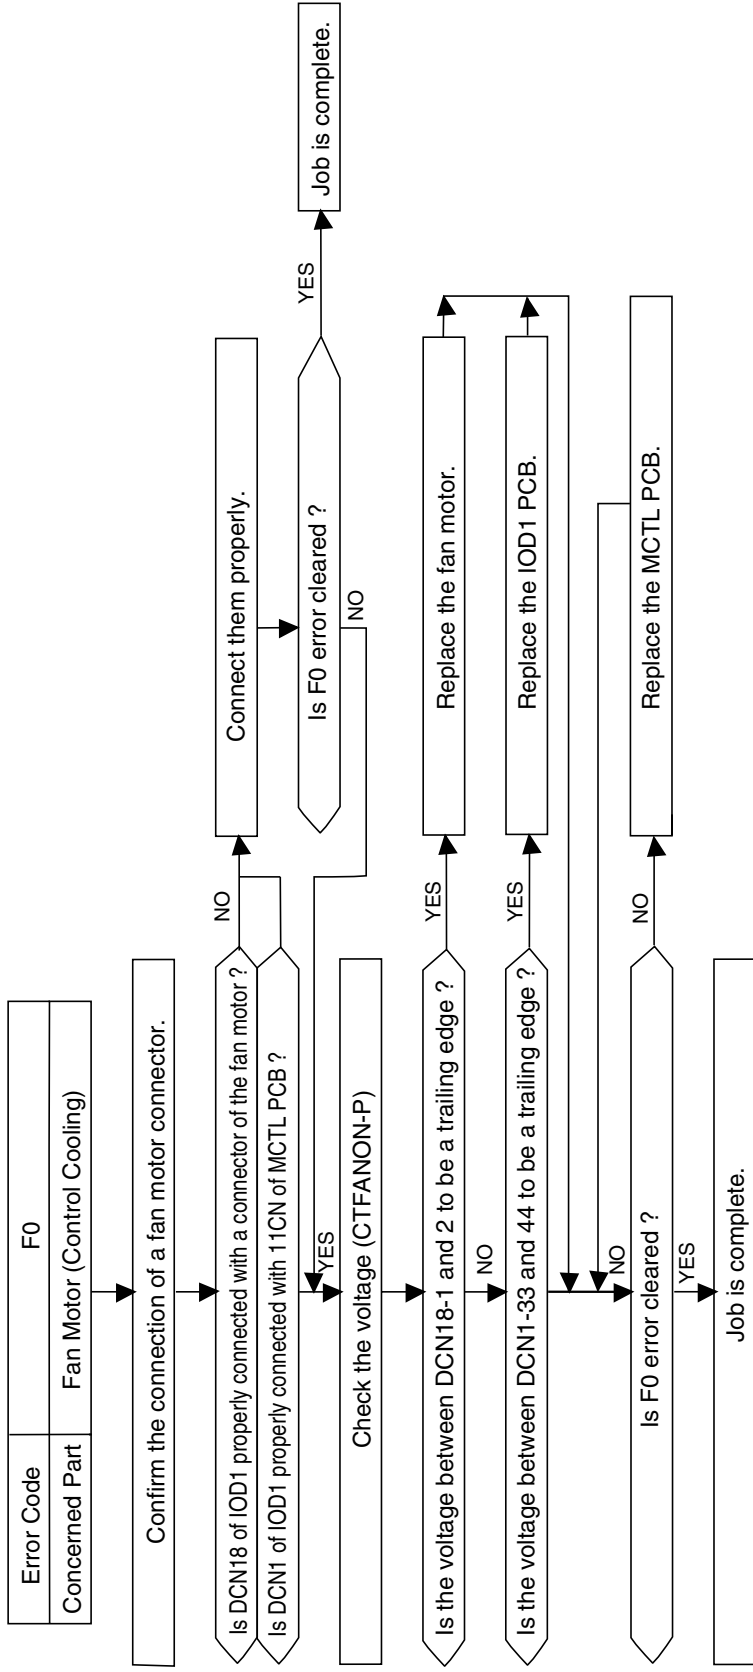 Error Code F0
Concerned Part Fan Motor (Control Cooling)
Confirm the connection of a fan motor connector.
Is DCN18 of IOD1 properly connected with a connector of the fan motor ?
Is DCN1 of IOD1 properly connected with 11CN of MCTL PCB ?
NO
Connect them properly.
Is F0 error cleared ?
YES
Job is complete.
NO
YES
Check the voltage (CTFANON-P)
Is the voltage between DCN18-1 and 2 to be a trailing edge ?
YES
Replace the fan motor.
NO
Is the voltage between DCN1-33 and 44 to be a trailing edge ?
YES
Replace the IOD1 PCB.
NO
Is F0 error cleared ?
NO
Replace the MCTL PCB.
YES
Job is complete.